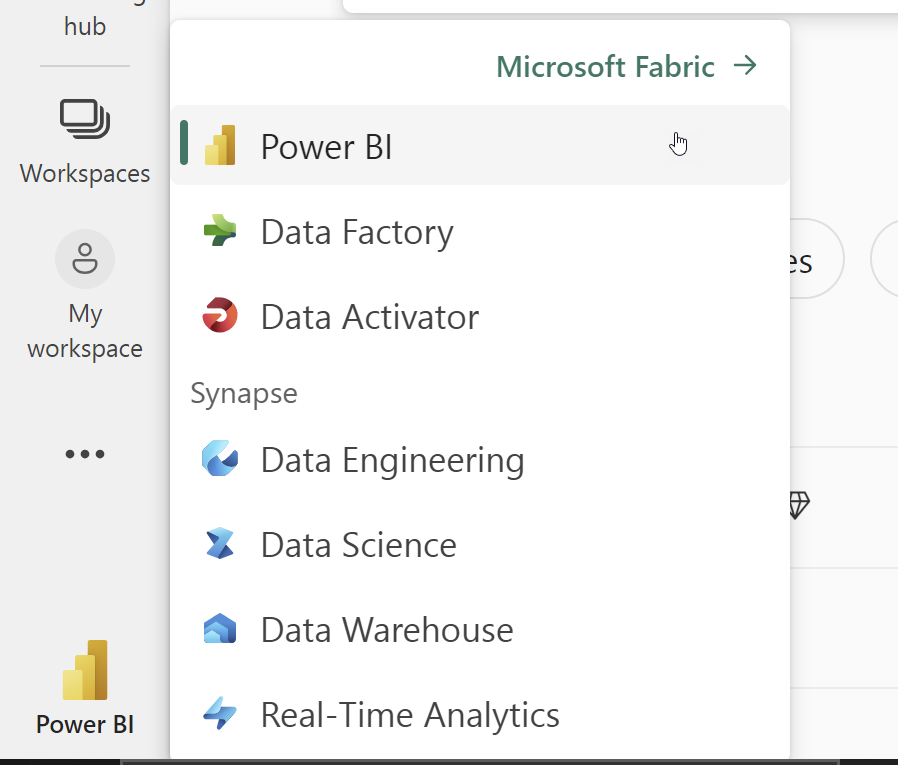 hub
Workspaces
My
workspace
Power BI
Microsoft Fabric
Power BI
Data Factory
Data Activator
Synapse
Data Engineering
Data Science
Data Warehouse
Real-Time Analytics
es